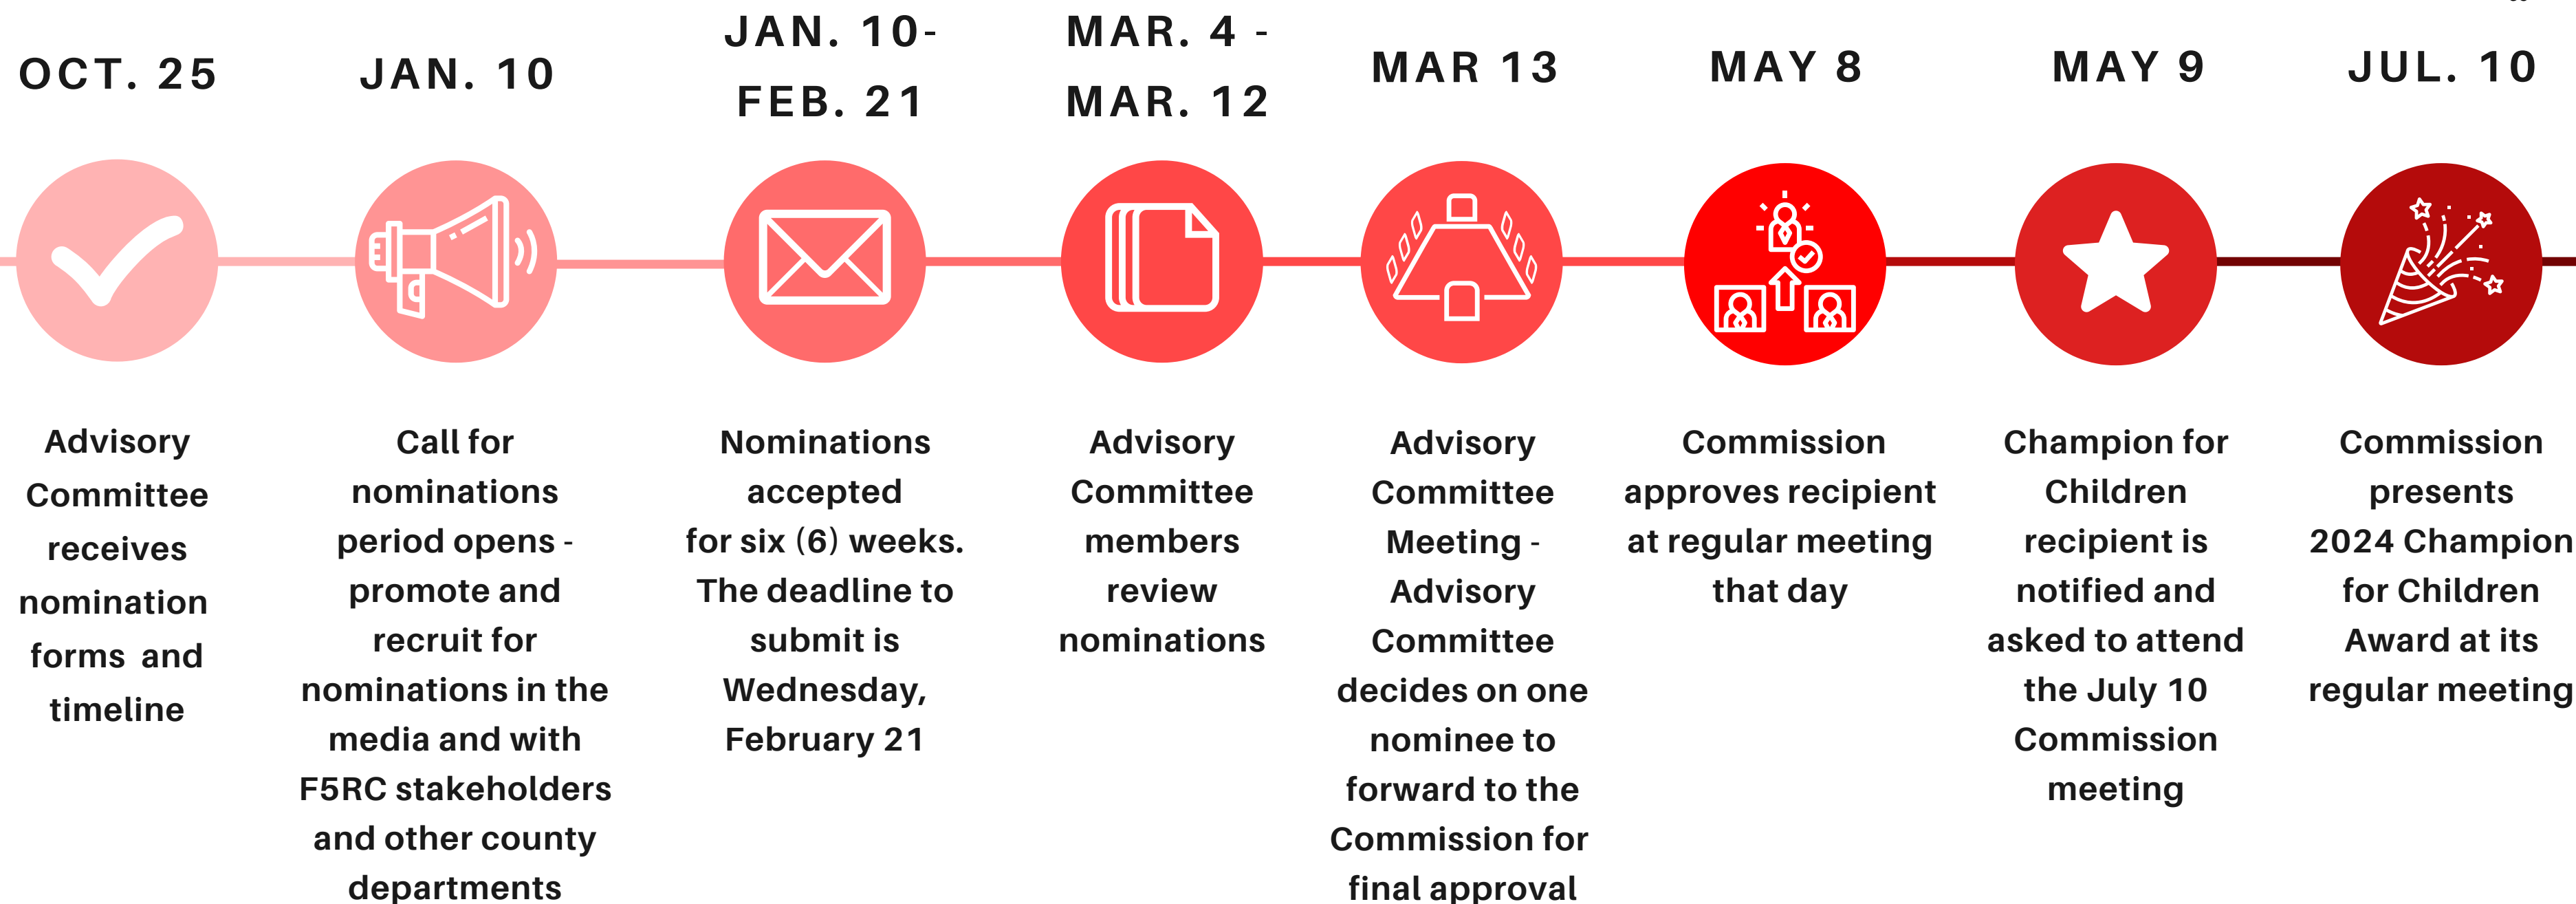 OCT. 25
Advisory
Committee
receives
nomination
forms and
timeline
JAN. 10
Call for
nominations
period opens -
promote and
recruit for
nominations in the
media and with
F5RC stakeholders
and other county
departments
JAN. 10-
FEB. 21
Nominations
accepted
for six (6) weeks.
The deadline to
submit is
Wednesday,
February 21
MAR. 4 -
MAR. 12
Advisory
Committee
members
review
nominations
MAR 13
Advisory
Committee
Meeting -
Advisory
Committee
decides on one
nominee to
forward to the
Commission for
final approval
MAY 8
Commission
approves recipient
at regular meeting
that day
MAY 9
Champion for
Children
recipient is
notified and
asked to attend
the July 10
Commission
meeting
JUL. 10
Commission
presents
2024 Champion
for Children
Award at its
regular meeting